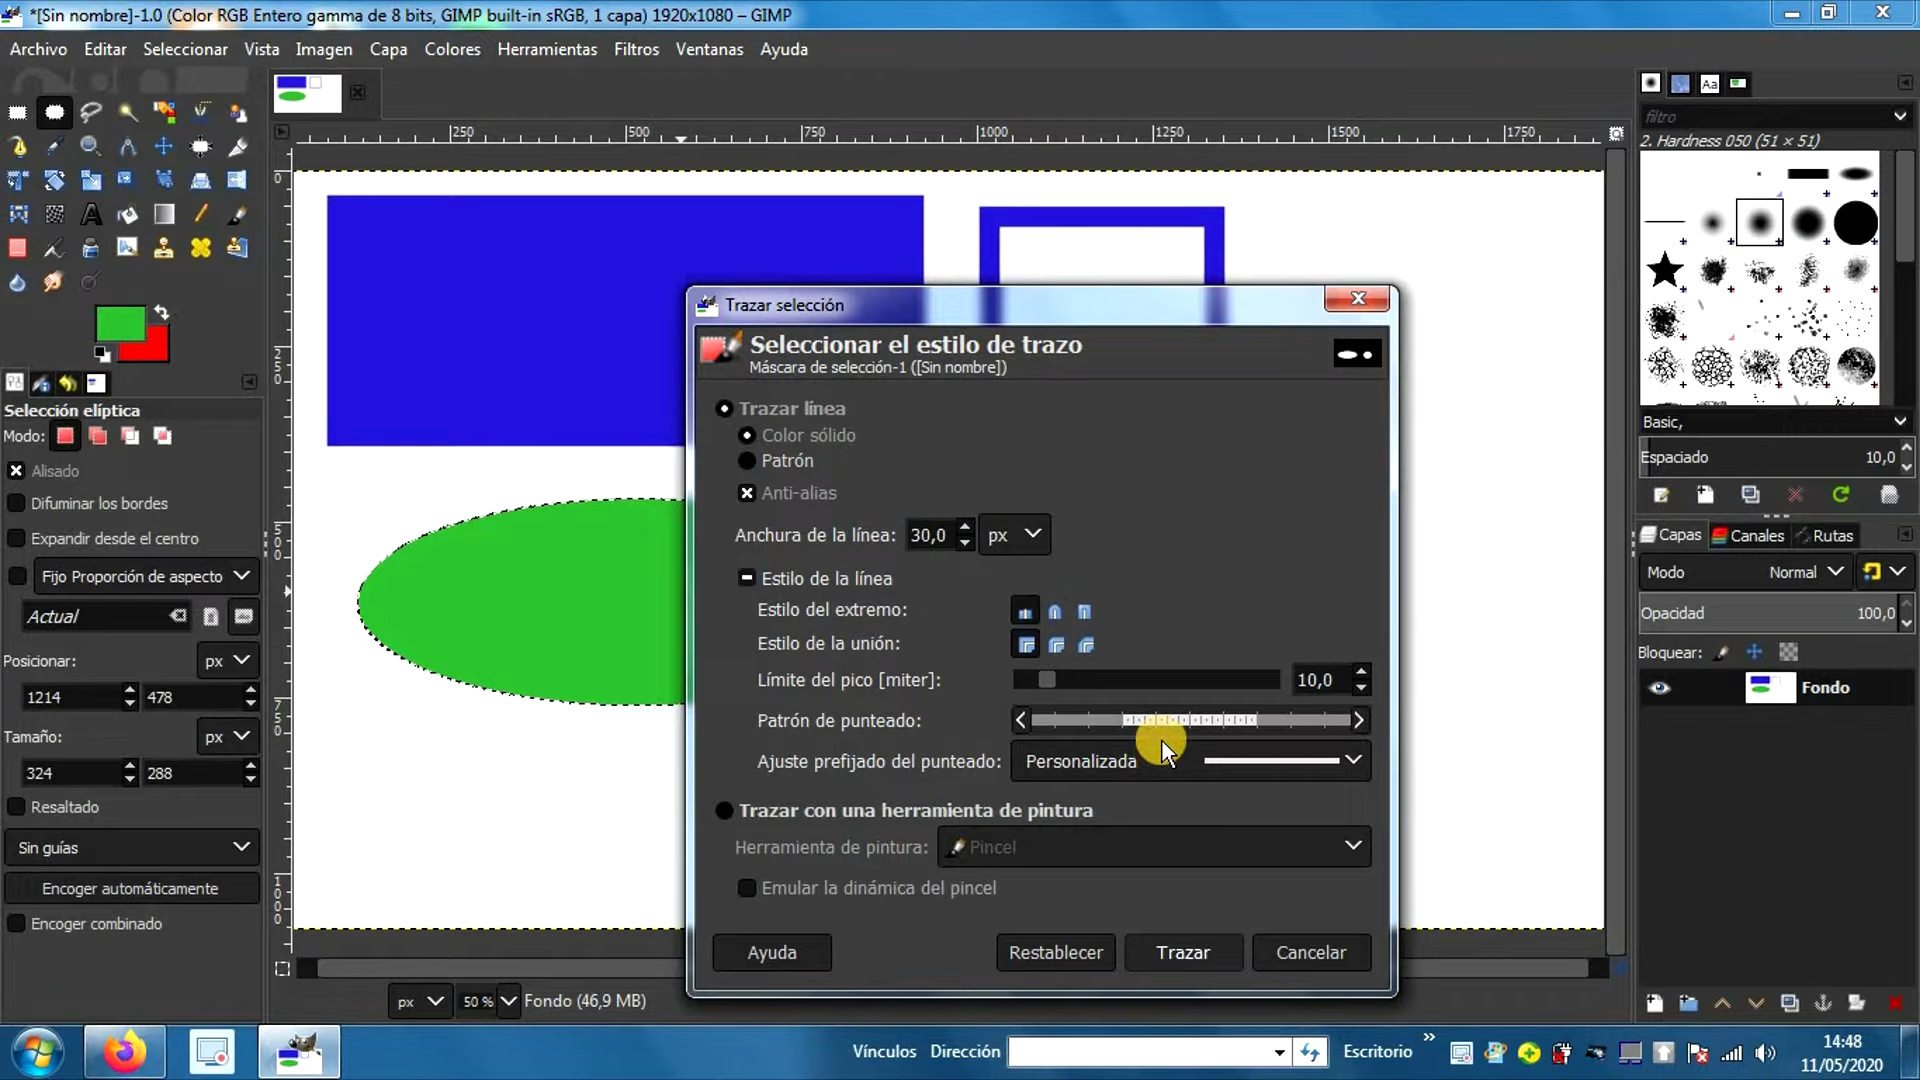 *[Sin nombre]-1.0 (Color RGB Entero gamma de 8 bits, GIMP built-in sRGB, 1 capa) 1920x1080 – GIMP
Archivo Editar Seleccionar Vista Imagen Capa Colores Herramientas Filtros Ventanas Ayuda
250 500 750 1000 1250 1500 1750
filtro
2. Hardness 050 (51 × 51)
Trazar selección
Seleccionar el estilo de trazo
Máscara de selección-1 ([Sin nombre])
Selección elíptica
Modo:
Alisado
Difuminar los bordes
Expandir desde el centro
Fijo Proporción de aspecto
Actual
Posicionar: px
1214 478
Tamaño: px
324 288
Resaltado
Sin guías
Encoger automáticamente
Encoger combinado
Trazar línea
Color sólido
Patrón
Anti-alias
Anchura de la línea: 30,0 px
Estilo de la línea
Estilo del extremo:
Estilo de la unión:
Límite del pico [miter]: 10,0
Patrón de punteado:
Ajuste prefijado del punteado: Personalizada
Trazar con una herramienta de pintura
Herramienta de pintura: Pincel
Emular la dinámica del pincel
Ayuda Restablecer Trazar Cancelar
Basic,
Espaciado 10,0
Capas Canales Rutas
Modo Normal
Opacidad 100,0
Bloquear:
Fondo
0
250
500
750
1000
px 50 % Fondo (46,9 MB)
Vínculos Dirección Escritorio »
14:48
11/05/2020
Aa